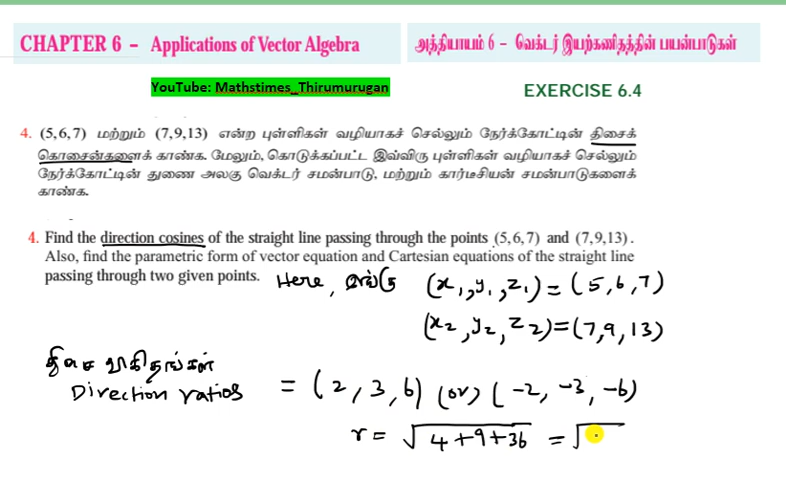 CHAPTER 6 – Applications of Vector Algebra
அத்தியாயம் 6 – வெக்டர் இயற்கணிதத்தின் பயன்பாடுகள்
YouTube: Mathstimes_Thirumurugan
EXERCISE 6.4
4. (5,6,7) மற்றும் (7,9,13) என்ற புள்ளிகள் வழியாகச் செல்லும் நேர்க்கோட்டின் திசைக்
கொசைன்களைக் காண்க. மேலும், கொடுக்கப்பட்ட இவ்விரு புள்ளிகள் வழியாகச் செல்லும்
நேர்க்கோட்டின் துணை அலகு வெக்டர் சமன்பாடு, மற்றும் கார்டீசியன் சமன்பாடுகளைக்
காண்க.
4. Find the direction cosines of the straight line passing through the points (5,6,7) and (7,9,13).
Also, find the parametric form of vector equation and Cartesian equations of the straight line
passing through two given points.
Here, இங்கு (x₁,y₁,z₁)=(5,6,7)
(x₂,y₂,z₂)=(7,9,13)
திசை விகிதங்கள்
Direction ratios = (2,3,6) (or) (-2,-3,-6)
r = √4+9+36 = √